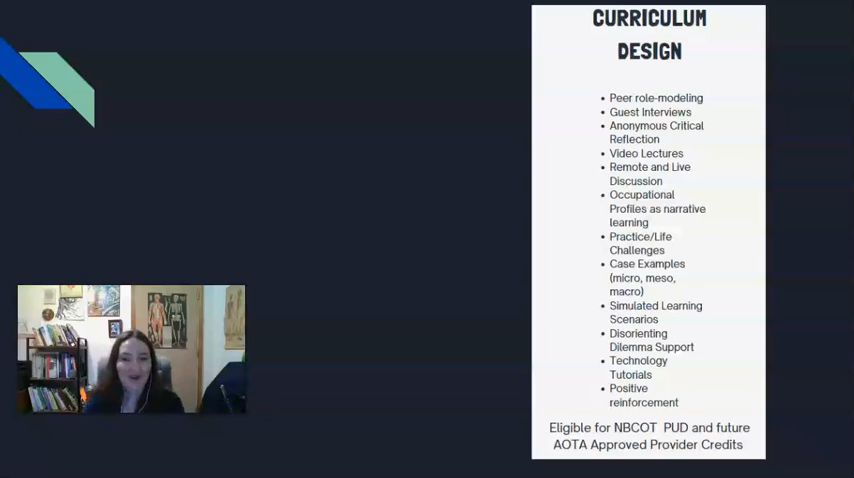 CURRICULUM
DESIGN
• Peer role-modeling
• Guest Interviews
• Anonymous Critical
Reflection
• Video Lectures
• Remote and Live
Discussion
• Occupational
Profiles as narrative
learning
• Practice/Life
Challenges
• Case Examples
(micro, meso,
macro)
• Simulated Learning
Scenarios
• Disorienting
Dilemma Support
• Technology
Tutorials
• Positive
reinforcement
Eligible for NBCOT PUD and future
AOTA Approved Provider Credits